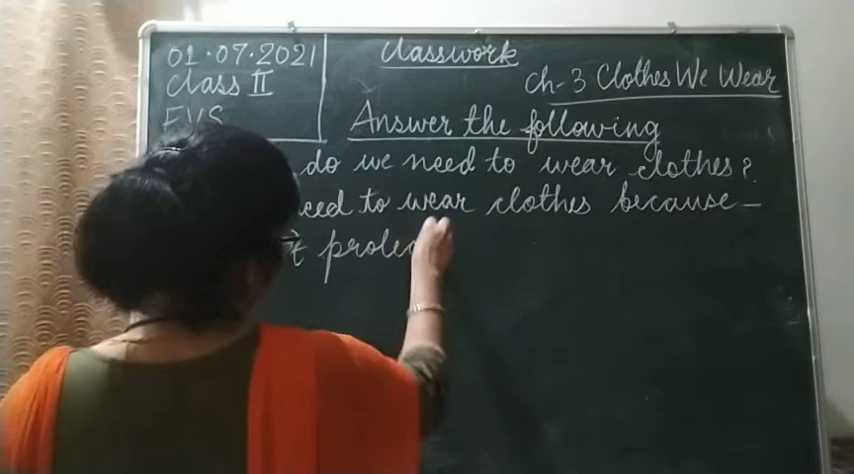 01.07.2021
Classwork
Class II
Ch-3 Clothes We Wear
EVS
Answer the following
do we need to wear clothes?
need to wear clothes because –